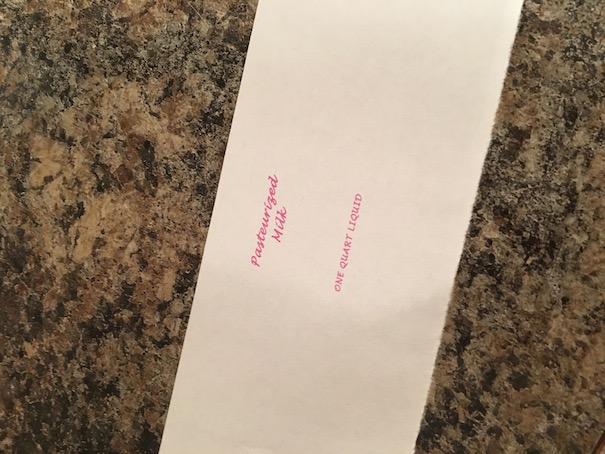 Pasteurized
Milk
ONE QUART LIQUID